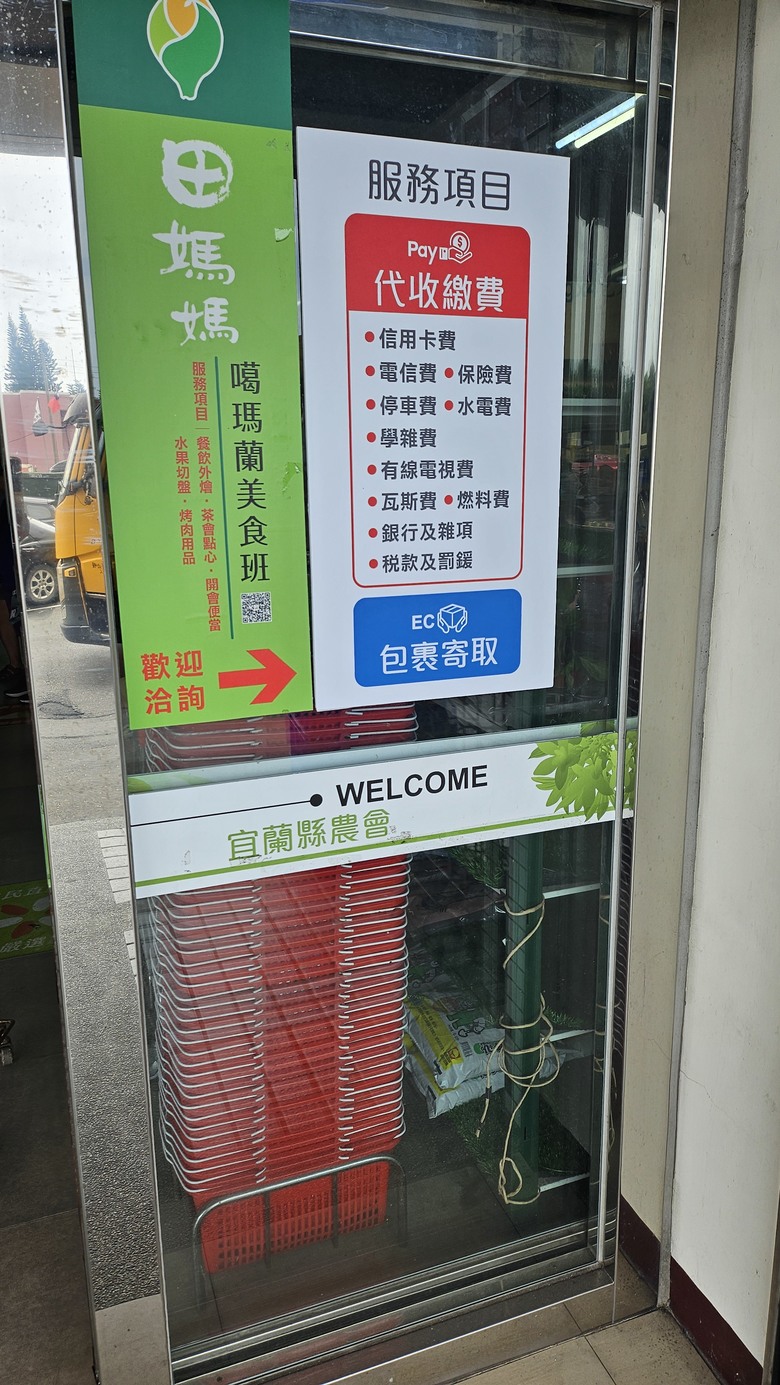 田媽媽
噶瑪蘭美食班
服務項目｜餐飲外燴．茶會點心．開會便當
水果切盤．烤肉用品
歡迎
洽詢
服務項目
Pay
代收繳費
•信用卡費
•電信費 •保險費
•停車費 •水電費
•學雜費
•有線電視費
•瓦斯費 •燃料費
•銀行及雜項
•税款及罰鍰
EC
包裹寄取
WELCOME
宜蘭縣農會
嚴選